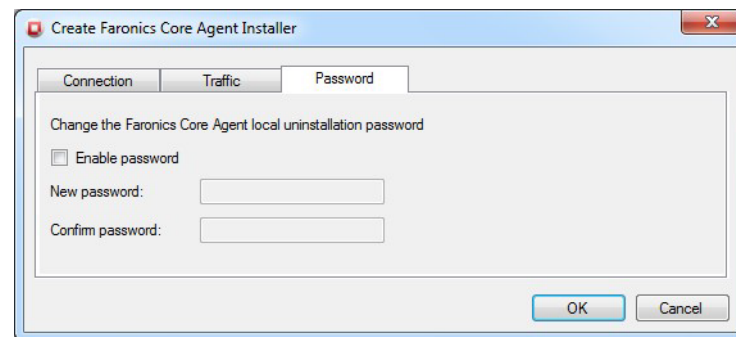 Create Faronics Core Agent Installer
Connection Traffic Password
Change the Faronics Core Agent local uninstallation password
Enable password
New password:
Confirm password:
OK Cancel